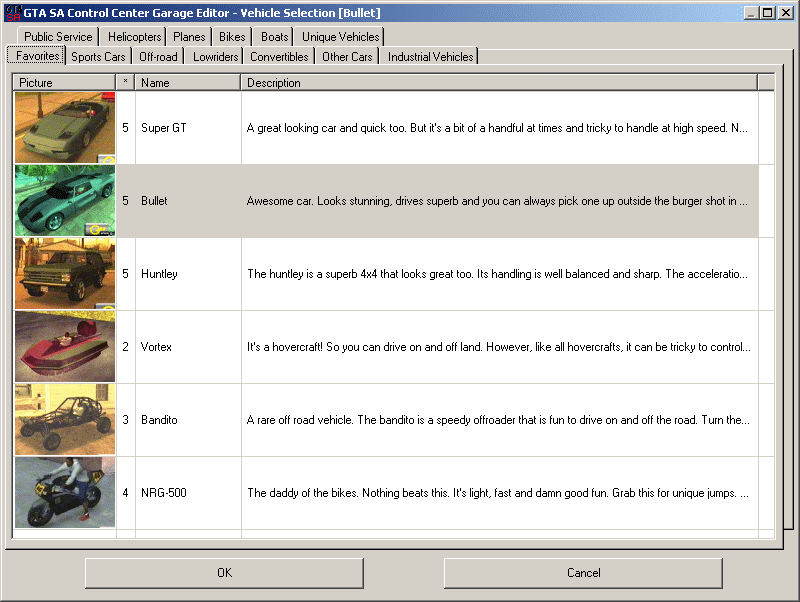 GTA SA Control Center Garage Editor - Vehicle Selection [Bullet]
Public Service Helicopters Planes Bikes Boats Unique Vehicles
Favorites Sports Cars Off-road Lowriders Convertibles Other Cars Industrial Vehicles
Picture * Name Description
5 Super GT A great looking car and quick too. But it's a bit of a handful at times and tricky to handle at high speed. N...
5 Bullet Awesome car. Looks stunning, drives superb and you can always pick one up outside the burger shot in ...
5 Huntley The huntley is a superb 4x4 that looks great too. Its handling is well balanced and sharp. The acceleratio...
2 Vortex It's a hovercraft! So you can drive on and off land. However, like all hovercrafts, it can be tricky to control...
3 Bandito A rare off road vehicle. The bandito is a speedy offroader that is fun to drive on and off the road. Turn the...
4 NRG-500 The daddy of the bikes. Nothing beats this. It's light, fast and damn good fun. Grab this for unique jumps. ...
OK Cancel